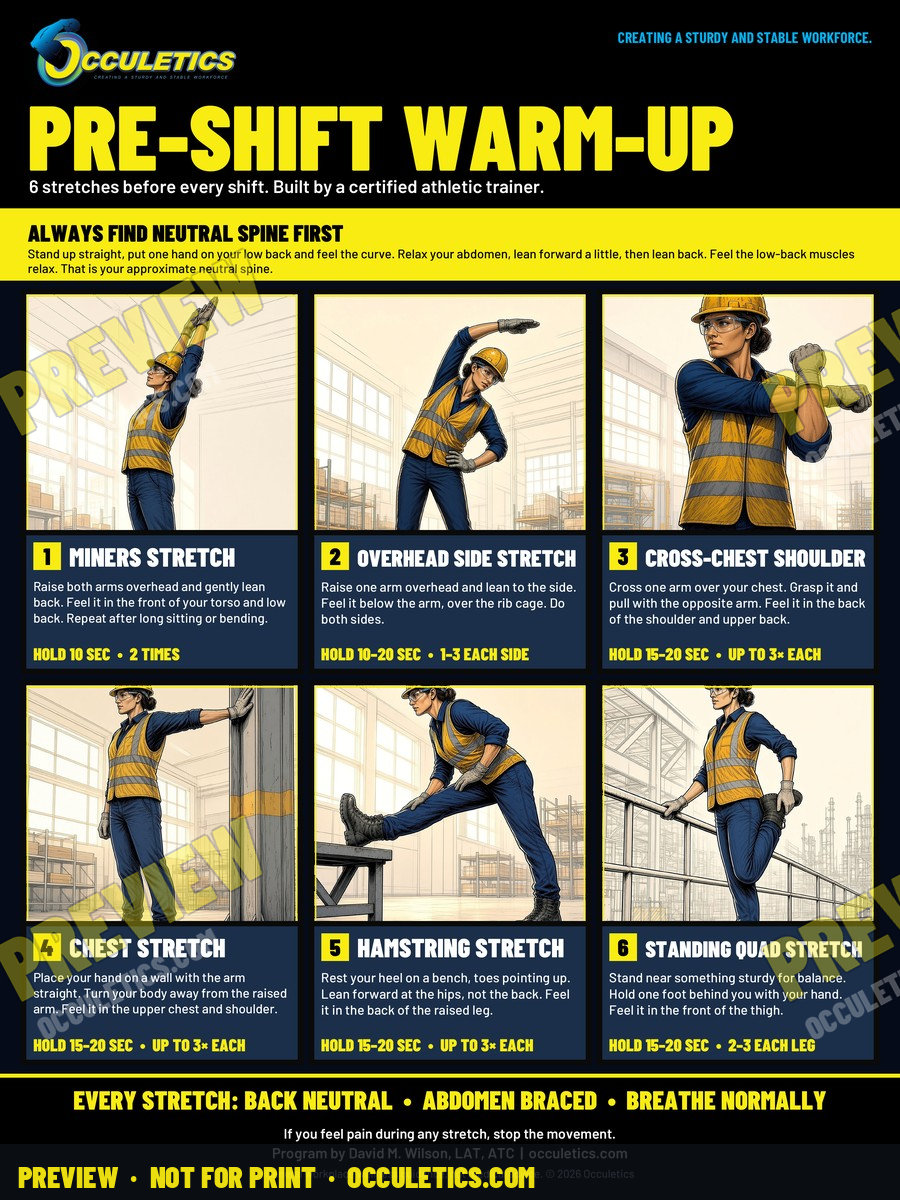 OCCULETICS
CREATING A STURDY AND STABLE WORKFORCE
CREATING A STURDY AND STABLE WORKFORCE.
PRE-SHIFT WARM-UP
6 stretches before every shift. Built by a certified athletic trainer.
ALWAYS FIND NEUTRAL SPINE FIRST
Stand up straight, put one hand on your low back and feel the curve. Relax your abdomen, lean forward a little, then lean back. Feel the low-back muscles
relax. That is your approximate neutral spine.
PREVIEW
1 MINERS STRETCH
Raise both arms overhead and gently lean
back. Feel it in the front of your torso and low
back. Repeat after long sitting or bending.
HOLD 10 SEC • 2 TIMES
2 OVERHEAD SIDE STRETCH
Raise one arm overhead and lean to the side.
Feel it below the arm, over the rib cage. Do
both sides.
HOLD 10-20 SEC • 1-3 EACH SIDE
3 CROSS-CHEST SHOULDER
Cross one arm over your chest. Grasp it and
pull with the opposite arm. Feel it in the back
of the shoulder and upper back.
HOLD 15-20 SEC • UP TO 3× EACH
PREVIEW
OCCULETICS.COM
4 CHEST STRETCH
Place your hand on a wall with the arm
straight. Turn your body away from the raised
arm. Feel it in the upper chest and shoulder.
HOLD 15-20 SEC • UP TO 3× EACH
5 HAMSTRING STRETCH
Rest your heel on a bench, toes pointing up.
Lean forward at the hips, not the back. Feel
it in the back of the raised leg.
HOLD 15-20 SEC • UP TO 3× EACH
6 STANDING QUAD STRETCH
Stand near something sturdy for balance.
Hold one foot behind you with your hand.
Feel it in the front of the thigh.
HOLD 15-20 SEC • 2-3 EACH LEG
EVERY STRETCH: BACK NEUTRAL • ABDOMEN BRACED • BREATHE NORMALLY
If you feel pain during any stretch, stop the movement.
Program by David M. Wilson, LAT, ATC | occuletics.com
© 2026 Occuletics
PREVIEW · NOT FOR PRINT · OCCULETICS.COM